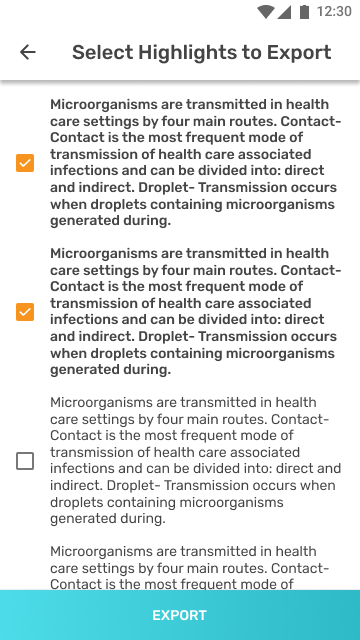 12:30
Select Highlights to Export
Microorganisms are transmitted in health
care settings by four main routes. Contact-
Contact is the most frequent mode of
transmission of health care associated
infections and can be divided into: direct
and indirect. Droplet- Transmission occurs
when droplets containing microorganisms
generated during.
Microorganisms are transmitted in health
care settings by four main routes. Contact-
Contact is the most frequent mode of
transmission of health care associated
infections and can be divided into: direct
and indirect. Droplet- Transmission occurs
when droplets containing microorganisms
generated during.
Microorganisms are transmitted in health
care settings by four main routes. Contact-
Contact is the most frequent mode of
transmission of health care associated
infections and can be divided into: direct and
indirect. Droplet- Transmission occurs when
droplets containing microorganisms
generated during.
Microorganisms are transmitted in health
care settings by four main routes. Contact-
Contact is the most frequent mode of
EXPORT